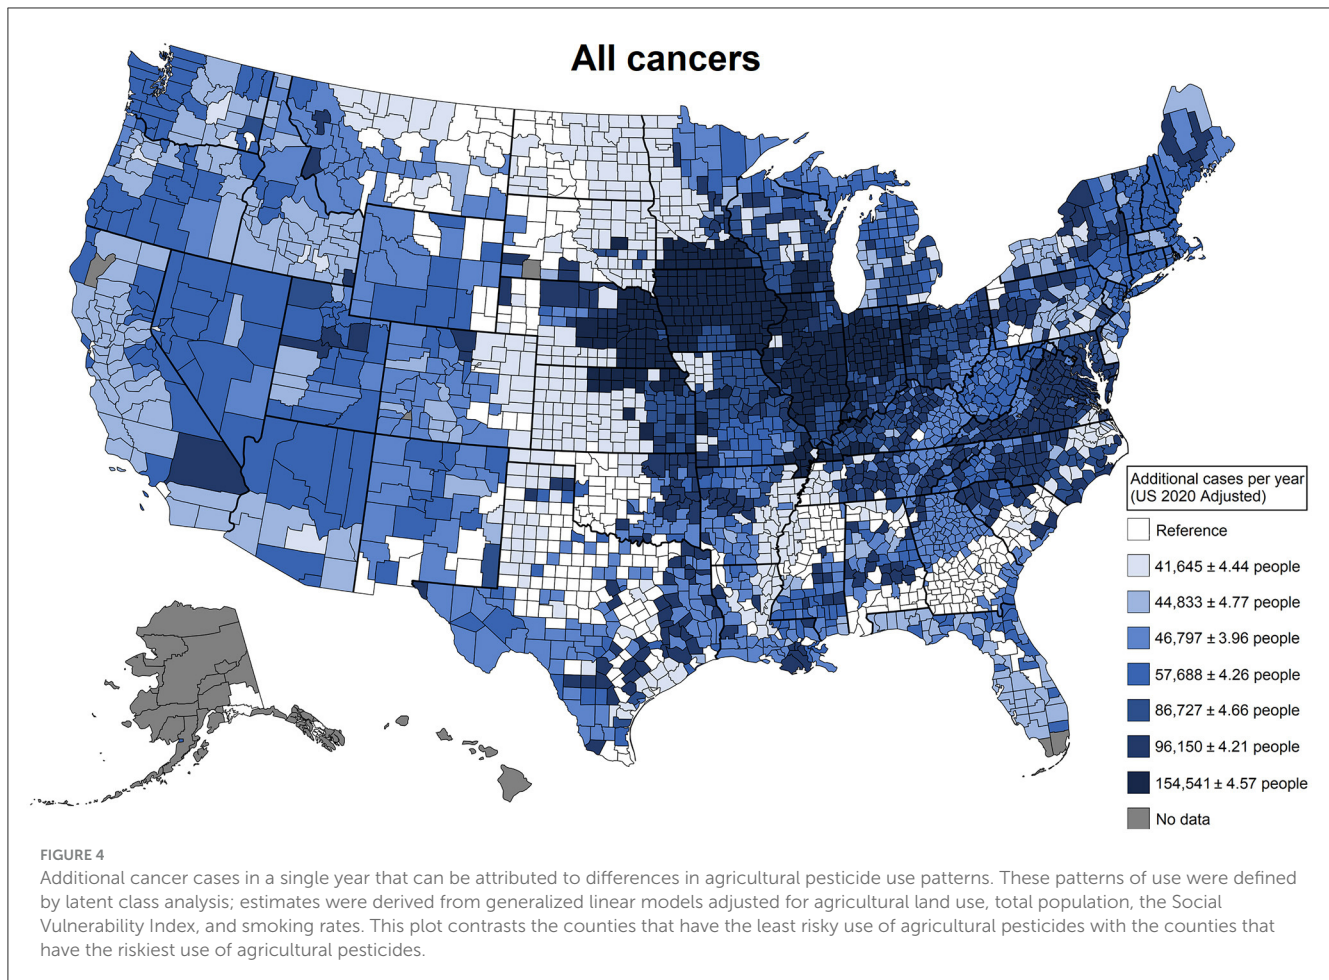 All cancers
Additional cases per year
(US 2020 Adjusted)
Reference
41,645 ± 4.44 people
44,833 ± 4.77 people
46,797 ± 3.96 people
57,688 ± 4.26 people
86,727 ± 4.66 people
96,150 ± 4.21 people
154,541 ± 4.57 people
No data
FIGURE 4
Additional cancer cases in a single year that can be attributed to differences in agricultural pesticide use patterns. These patterns of use were defined
by latent class analysis; estimates were derived from generalized linear models adjusted for agricultural land use, total population, the Social
Vulnerability Index, and smoking rates. This plot contrasts the counties that have the least risky use of agricultural pesticides with the counties that
have the riskiest use of agricultural pesticides.